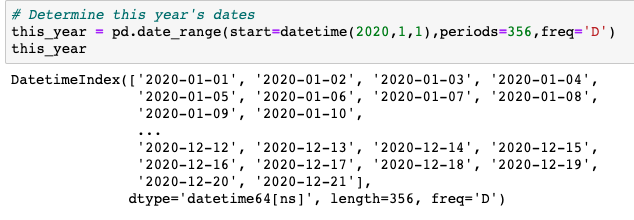 # Determine this year's dates
this_year = pd.date_range(start=datetime(2020,1,1),periods=356,freq='D')
this_year
DatetimeIndex(['2020-01-01', '2020-01-02', '2020-01-03', '2020-01-04',
'2020-01-05', '2020-01-06', '2020-01-07', '2020-01-08',
'2020-01-09', '2020-01-10',
...
'2020-12-12', '2020-12-13', '2020-12-14', '2020-12-15',
'2020-12-16', '2020-12-17', '2020-12-18', '2020-12-19',
'2020-12-20', '2020-12-21'],
dtype='datetime64[ns]', length=356, freq='D')